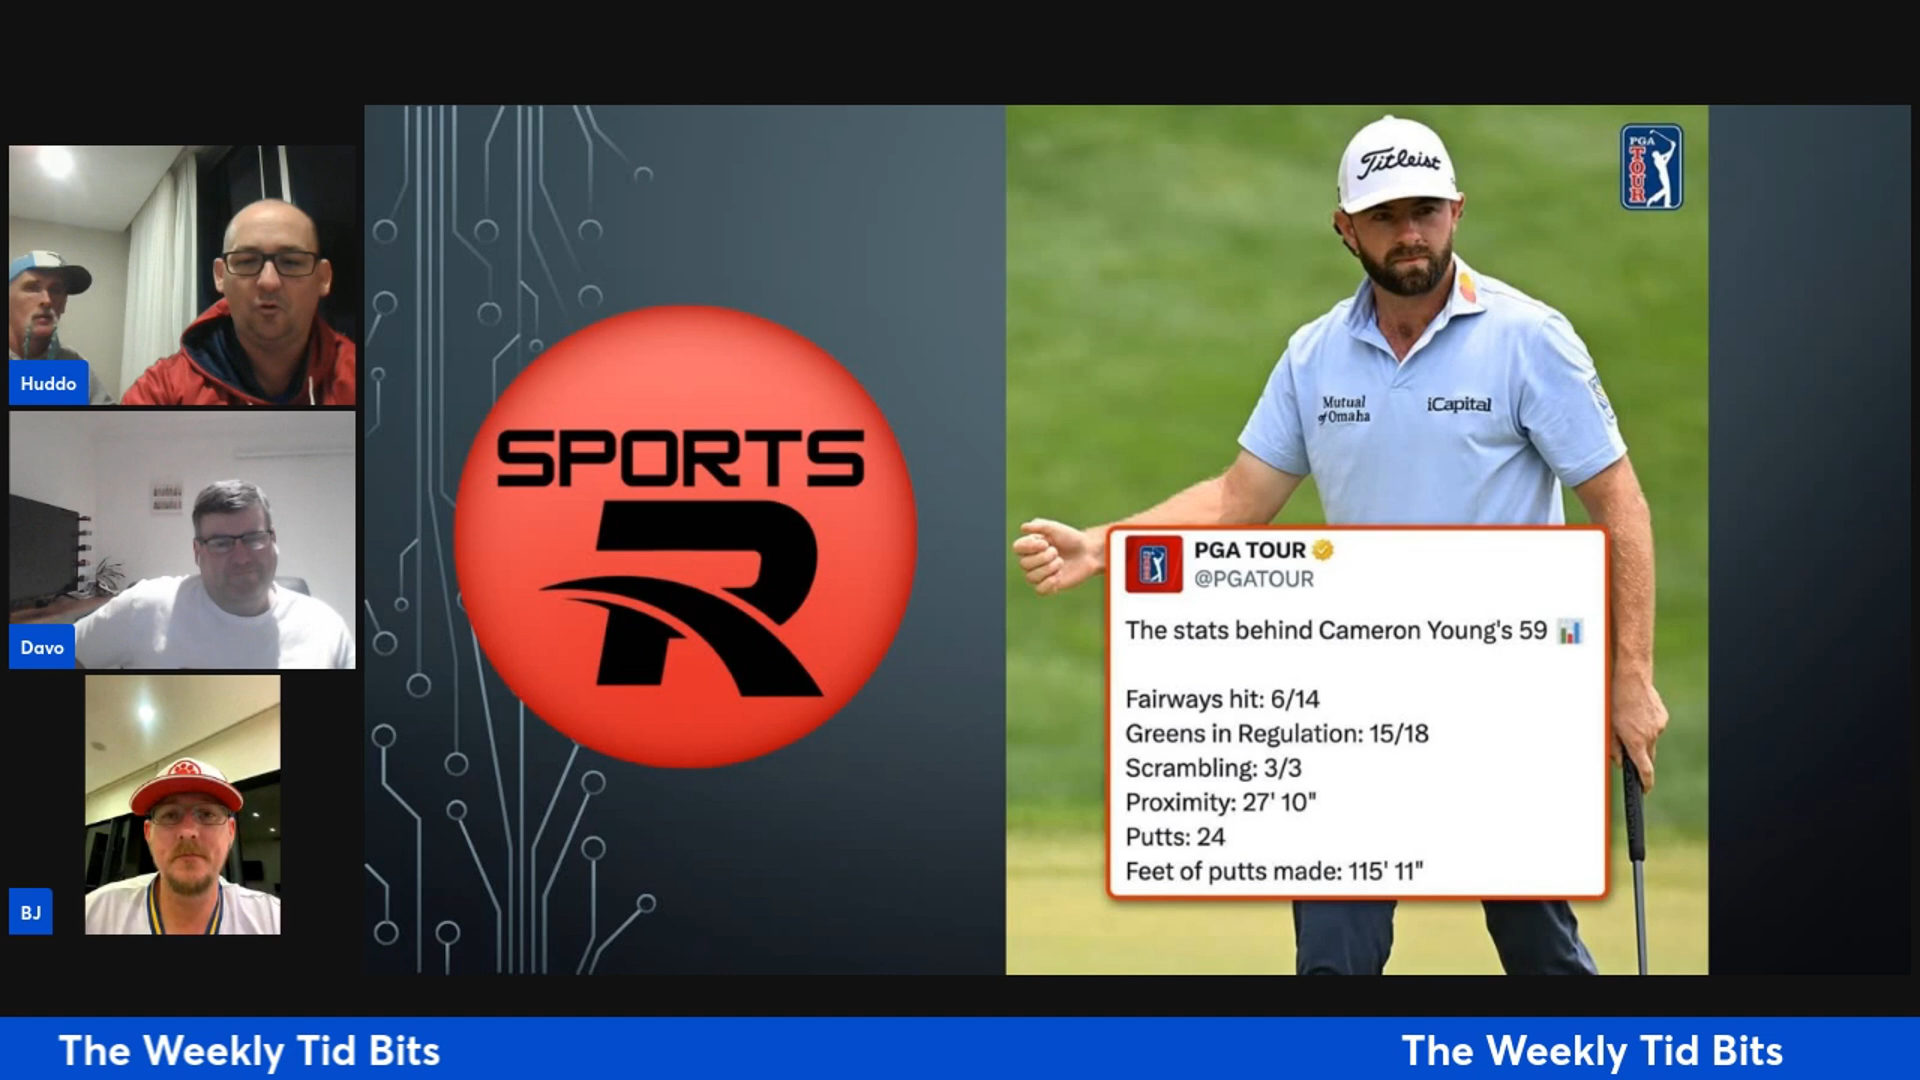 Huddo
Davo
BJ
SPORTS
R
Titleist
PGA
TOUR
Mutual
of Omaha
iCapital
PGA TOUR
@PGATOUR
The stats behind Cameron Young's 59
Fairways hit: 6/14
Greens in Regulation: 15/18
Scrambling: 3/3
Proximity: 27' 10"
Putts: 24
Feet of putts made: 115' 11"
The Weekly Tid Bits
The Weekly Tid Bits